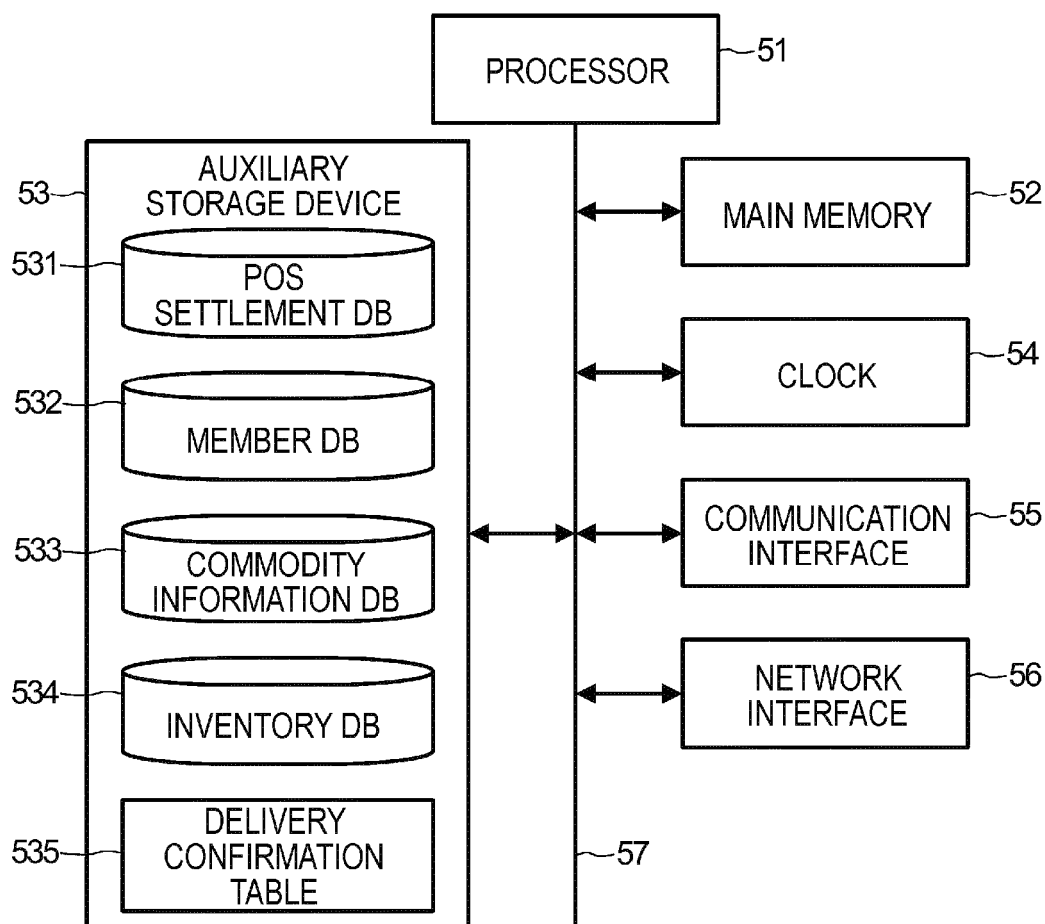 PROCESSOR
51
AUXILIARY
STORAGE DEVICE
53
531
POS
SETTLEMENT DB
532
MEMBER DB
533
COMMODITY
INFORMATION DB
534
INVENTORY DB
535
DELIVERY
CONFIRMATION
TABLE
MAIN MEMORY
52
CLOCK
54
COMMUNICATION
INTERFACE
55
NETWORK
INTERFACE
56
57